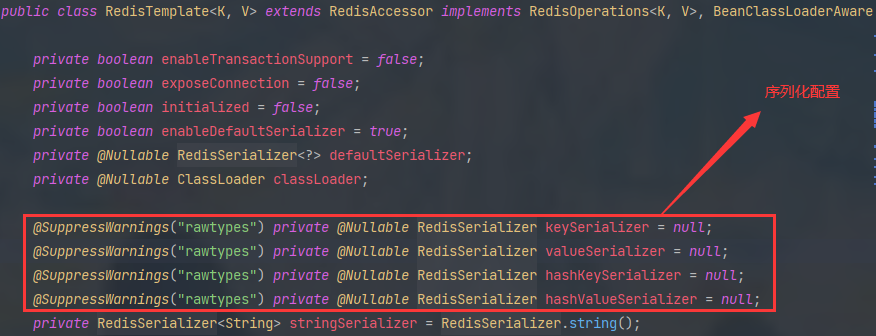 public class RedisTemplate<K, V> extends RedisAccessor implements RedisOperations<K, V>, BeanClassLoaderAware
private boolean enableTransactionSupport = false;
private boolean exposeConnection = false;
private boolean initialized = false;
private boolean enableDefaultSerializer = true;
private @Nullable RedisSerializer<?> defaultSerializer;
private @Nullable ClassLoader classLoader;
序列化配置
@SuppressWarnings("rawtypes") private @Nullable RedisSerializer keySerializer = null;
@SuppressWarnings("rawtypes") private @Nullable RedisSerializer valueSerializer = null;
@SuppressWarnings("rawtypes") private @Nullable RedisSerializer hashKeySerializer = null;
@SuppressWarnings("rawtypes") private @Nullable RedisSerializer hashValueSerializer = null;
private RedisSerializer<String> stringSerializer = RedisSerializer.string();